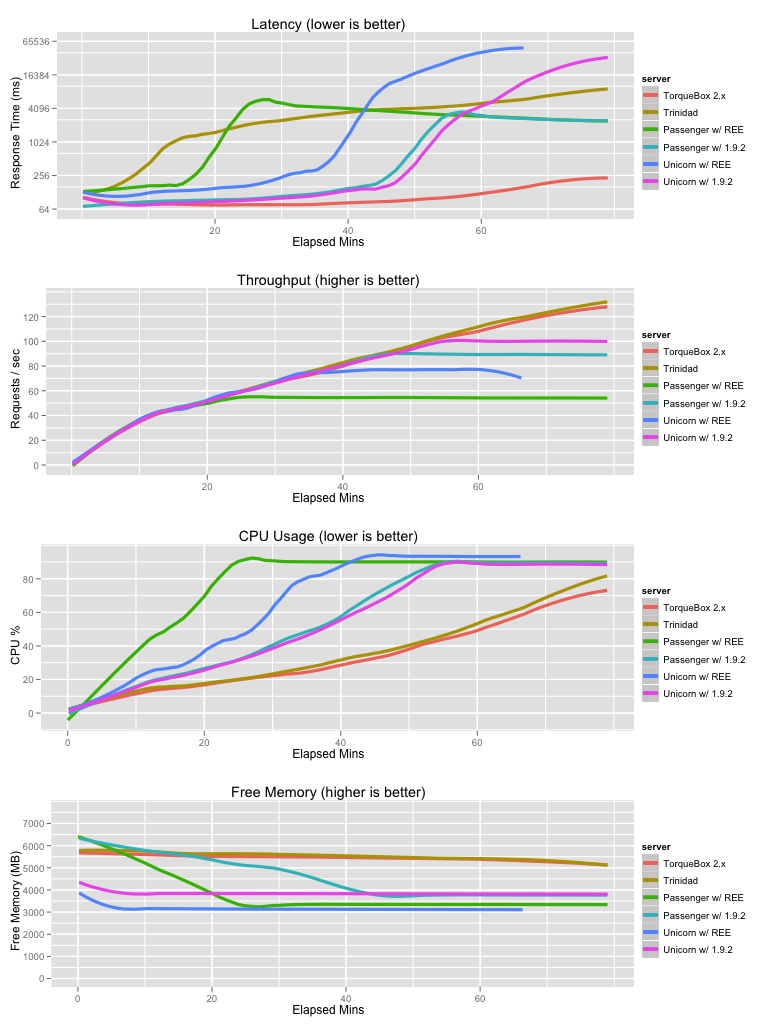 Latency (lower is better)
Response Time (ms)
65536
16384
4096
1024
256
64
20
40
60
Elapsed Mins
server
TorqueBox 2.x
Trinidad
Passenger w/ REE
Passenger w/ 1.9.2
Unicorn w/ REE
Unicorn w/ 1.9.2
Throughput (higher is better)
Requests / sec
120
100
80
60
40
20
0
20
40
60
Elapsed Mins
server
TorqueBox 2.x
Trinidad
Passenger w/ REE
Passenger w/ 1.9.2
Unicorn w/ REE
Unicorn w/ 1.9.2
CPU Usage (lower is better)
CPU %
80
60
40
20
0
0
20
40
60
Elapsed Mins
server
TorqueBox 2.x
Trinidad
Passenger w/ REE
Passenger w/ 1.9.2
Unicorn w/ REE
Unicorn w/ 1.9.2
Free Memory (higher is better)
Free Memory (MB)
7000
6000
5000
4000
3000
2000
1000
0
0
20
40
60
Elapsed Mins
server
TorqueBox 2.x
Trinidad
Passenger w/ REE
Passenger w/ 1.9.2
Unicorn w/ REE
Unicorn w/ 1.9.2